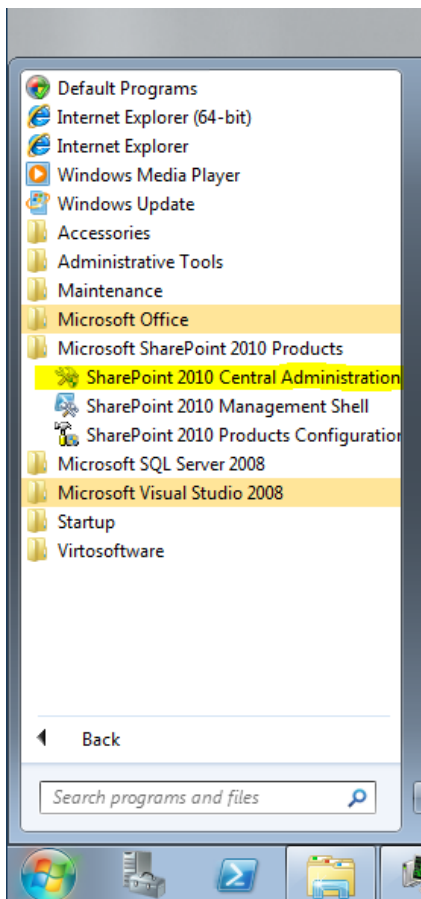 Default Programs
Internet Explorer (64-bit)
Internet Explorer
Windows Media Player
Windows Update
Accessories
Administrative Tools
Maintenance
Microsoft Office
Microsoft SharePoint 2010 Products
SharePoint 2010 Central Administration
SharePoint 2010 Management Shell
SharePoint 2010 Products Configuration
Microsoft SQL Server 2008
Microsoft Visual Studio 2008
Startup
Virtosoftware
Back
Search programs and files